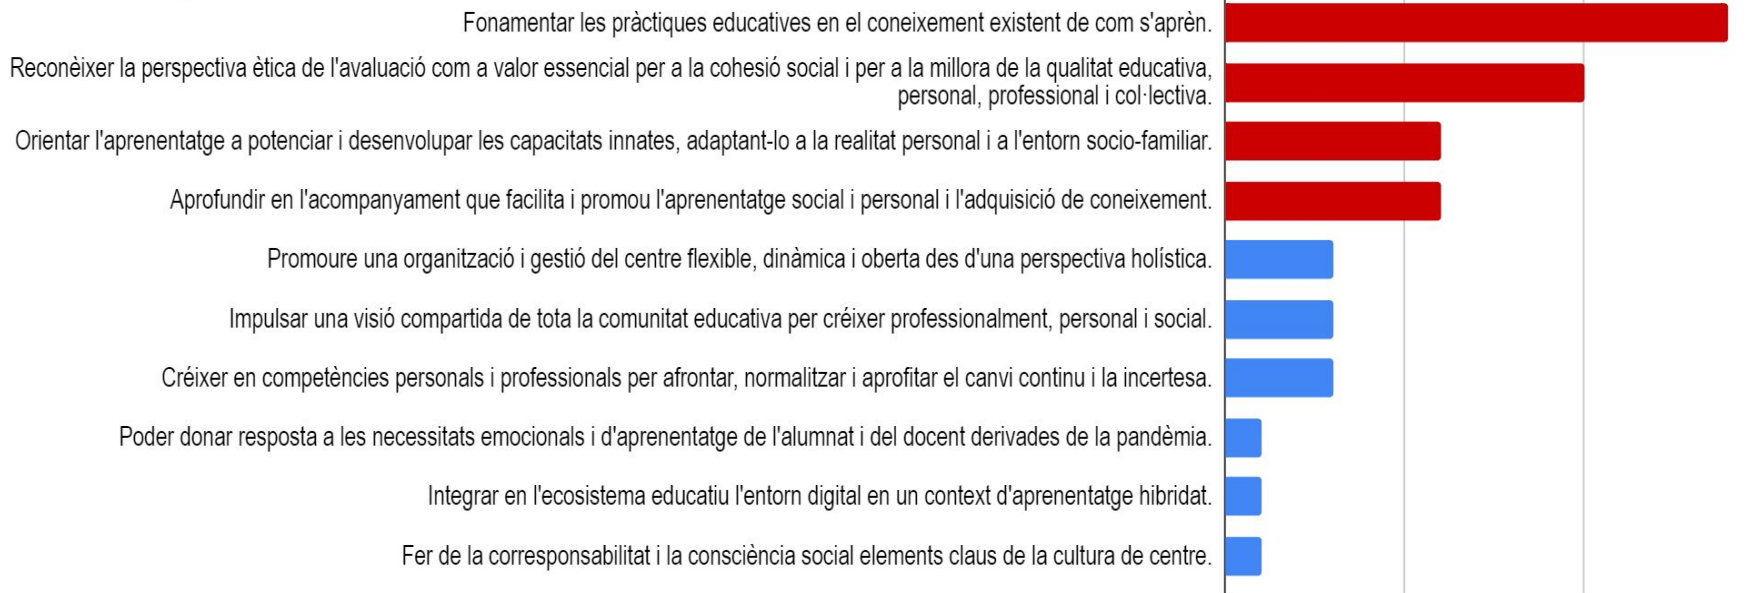 Fonamentar les pràctiques educatives en el coneixement existent de com s'aprèn.
Reconèixer la perspectiva ètica de l'avaluació com a valor essencial per a la cohesió social i per a la millora de la qualitat educativa,
personal, professional i col·lectiva.
Orientar l'aprenentatge a potenciar i desenvolupar les capacitats innates, adaptant-lo a la realitat personal i a l'entorn socio-familiar.
Aprofundir en l'acompanyament que facilita i promou l'aprenentatge social i personal i l'adquisició de coneixement.
Promoure una organització i gestió del centre flexible, dinàmica i oberta des d'una perspectiva holística.
Impulsar una visió compartida de tota la comunitat educativa per créixer professionalment, personal i social.
Créixer en competències personals i professionals per afrontar, normalitzar i aprofitar el canvi continu i la incertesa.
Poder donar resposta a les necessitats emocionals i d'aprenentatge de l'alumnat i del docent derivades de la pandèmia.
Integrar en l'ecosistema educatiu l'entorn digital en un context d'aprenentatge hibridat.
Fer de la corresponsabilitat i la consciència social elements claus de la cultura de centre.